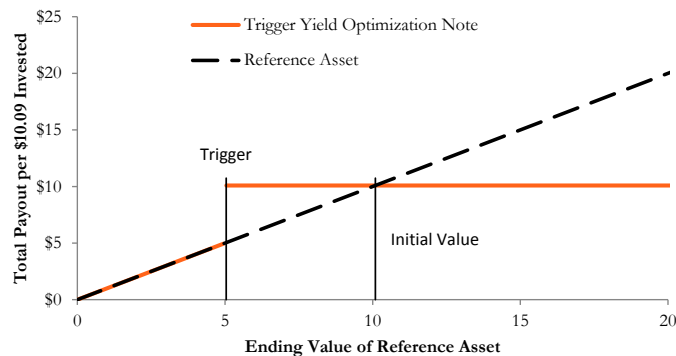 $25
Trigger Yield Optimization Note
Reference Asset
$20
$15
Trigger
$10
Initial Value
$5
$0
0
5
10
15
20
Total Payout per $10.09 Invested
Ending Value of Reference Asset